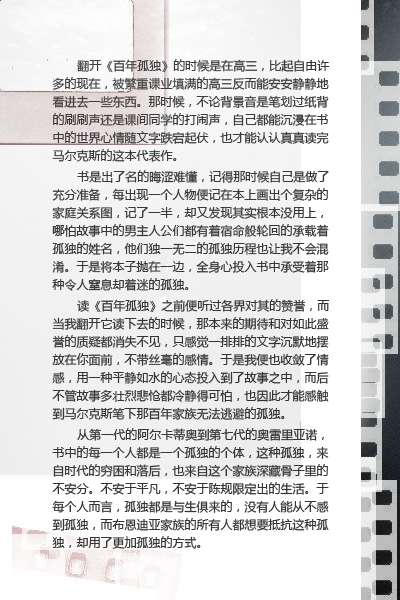 翻开《百年孤独》的时候是在高三，比起自由许
多的现在，被繁重课业填满的高三反而能安安静静地
看进去一些东西。那时候，不论背景音是笔划过纸背
的刷刷声还是课间同学的打闹声，自己都能沉浸在书
中的世界心情随文字跌宕起伏，也才能认认真真读完
马尔克斯的这本代表作。
书是出了名的晦涩难懂，记得那时候自己是做了
充分准备，每出现一个人物便记在本上画出个复杂的
家庭关系图，记了一半，却又发现其实根本没用上，
哪怕故事中的男主人公们都有着宿命般轮回的承载着
孤独的姓名，他们独一无二的孤独历程也让我不会混
淆。于是将本子抛在一边，全身心投入书中承受着那
种令人窒息却着迷的孤独。
读《百年孤独》之前便听过各界对其的赞誉，而
当我翻开它读下去的时候，那本来的期待和对如此盛
誉的质疑都消失不见，只感觉一排排的文字沉默地摆
放在你面前，不带丝毫的感情。于是我便也收敛了情
感，用一种平静如水的心态投入到了故事之中，而后
不管故事多壮烈悲怆都冷静得可怕，也因此才能感触
到马尔克斯笔下那百年家族无法逃避的孤独。
从第一代的阿尔卡蒂奥到第七代的奥雷里亚诺，
书中的每一个人都是一个孤独的个体，这种孤独，来
自时代的穷困和落后，也来自这个家族深藏骨子里的
不安分。不安于平凡，不安于陈规限定出的生活。于
每个人而言，孤独都是与生俱来的，没有人能从不感
到孤独，而布恩迪亚家族的所有人都想要抵抗这种孤
独，却用了更加孤独的方式。